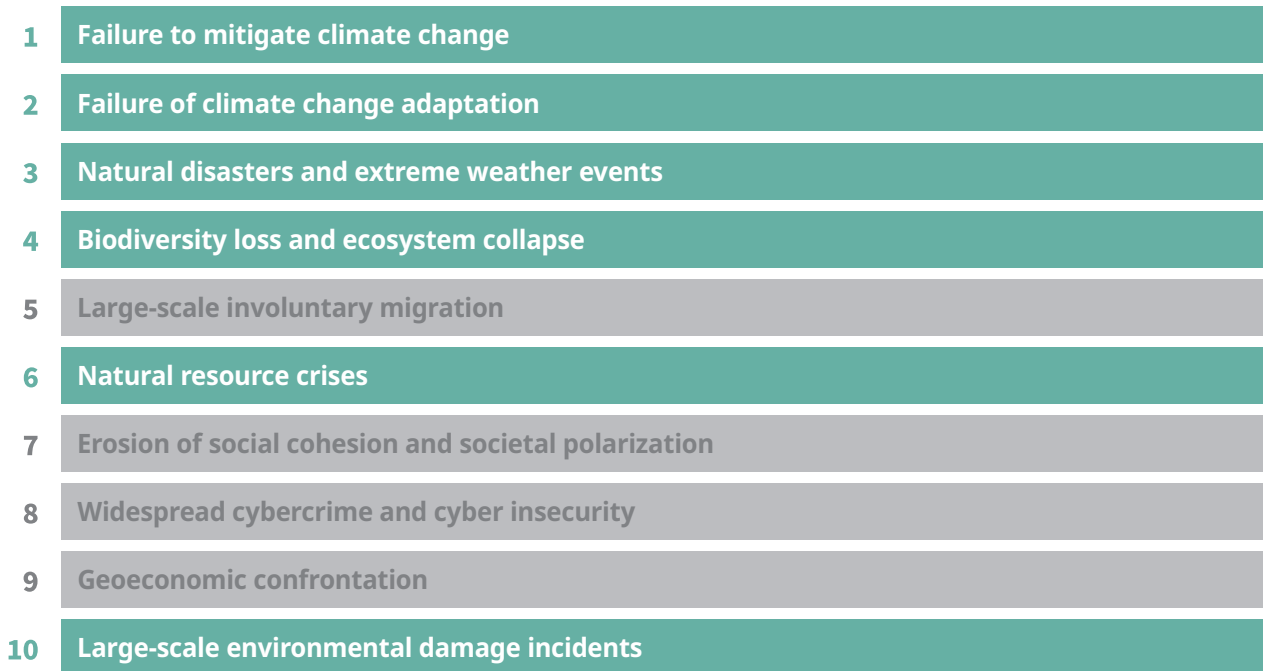 1 Failure to mitigate climate change
2 Failure of climate change adaptation
3 Natural disasters and extreme weather events
4 Biodiversity loss and ecosystem collapse
5 Large-scale involuntary migration
6 Natural resource crises
7 Erosion of social cohesion and societal polarization
8 Widespread cybercrime and cyber insecurity
9 Geoeconomic confrontation
10 Large-scale environmental damage incidents